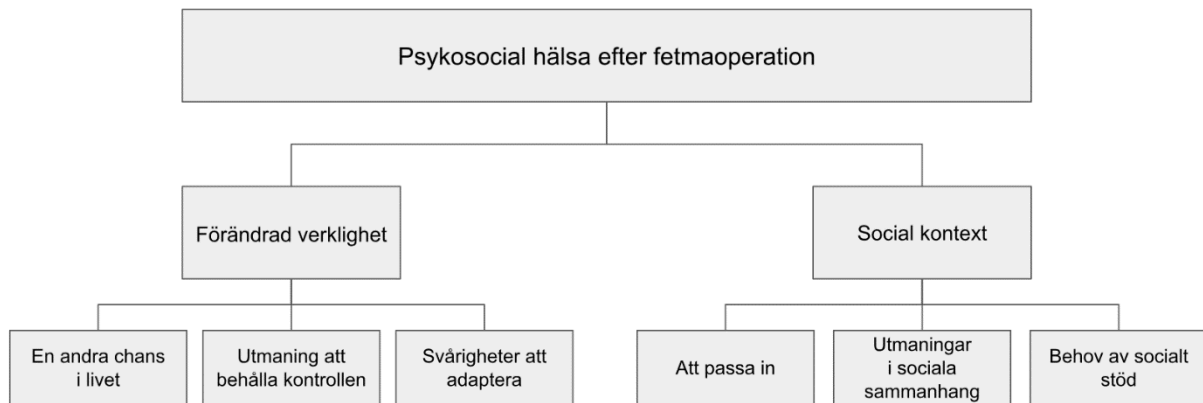 Psykosocial hälsa efter fetmaoperation
Förändrad verklighet
Social kontext
En andra chans
i livet
Utmaning att
behålla kontrollen
Svårigheter att
adaptera
Att passa in
Utmaningar
i sociala
sammanhang
Behov av socialt
stöd